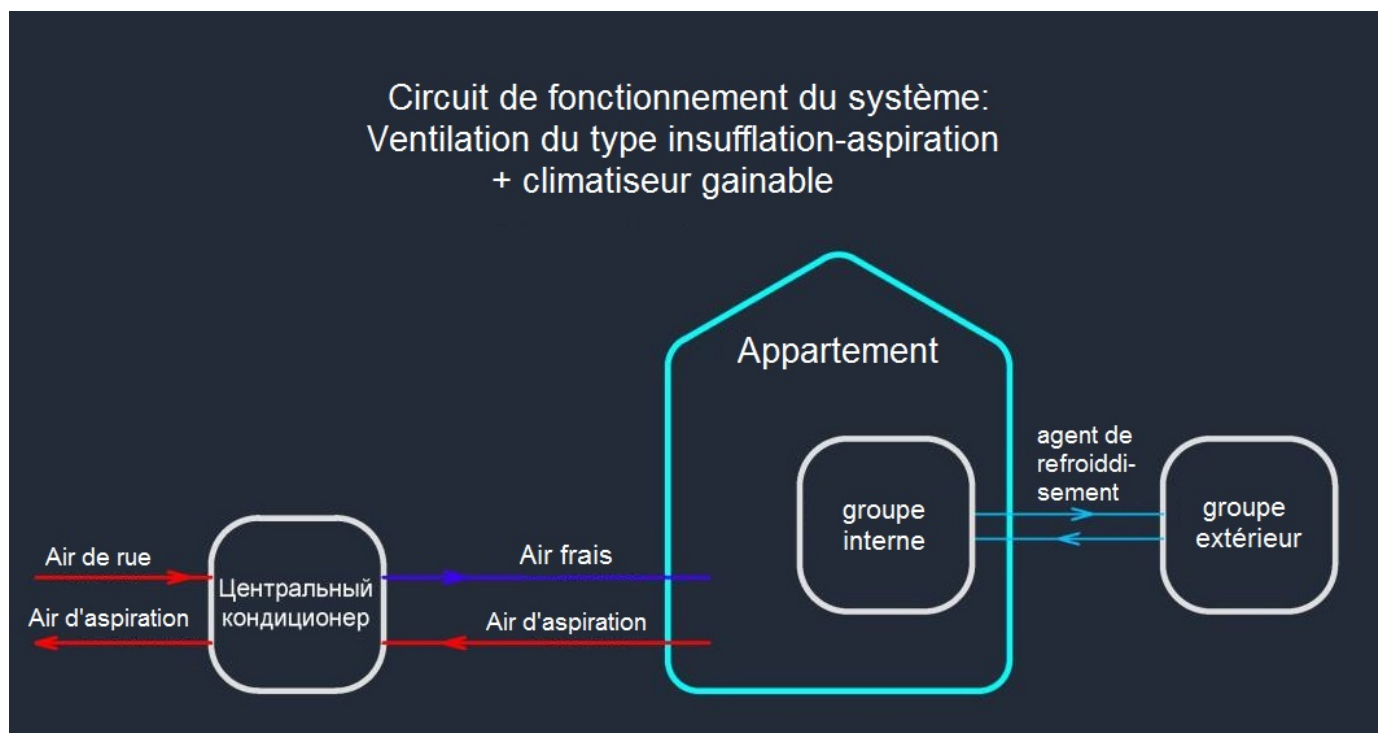 Circuit de fonctionnement du système:
Ventilation du type insufflation-aspiration
+ climatiseur gainable
Appartement
agent de
refroiddi-
sement
groupe
interne
groupe
extérieur
Air de rue
Air d'aspiration
Центральный
кондиционер
Air frais
Air d'aspiration